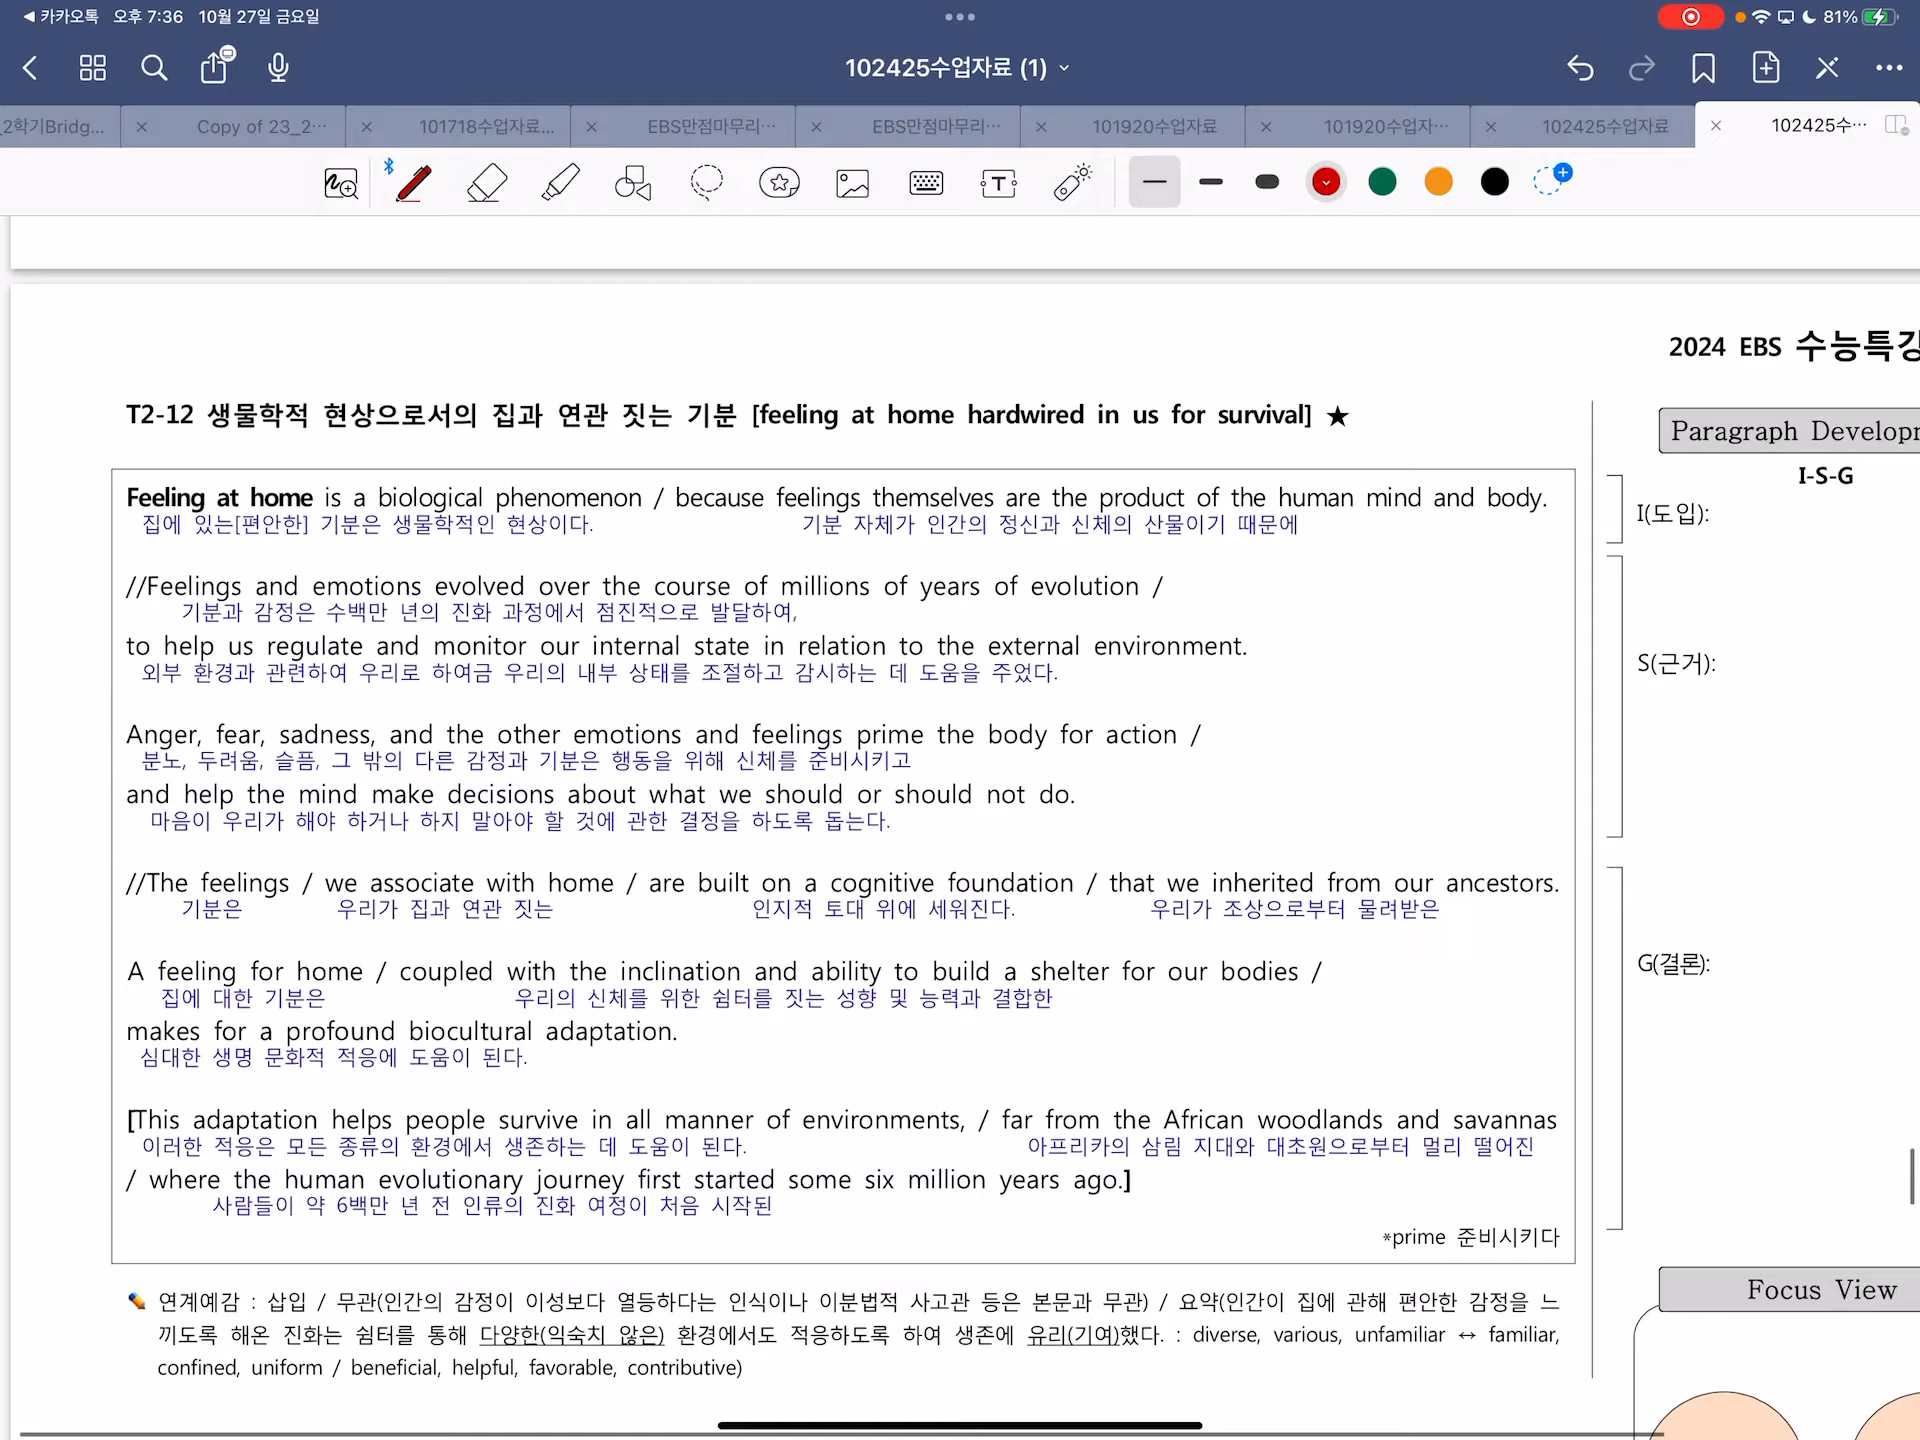 ◀ 카카오톡 오후 7:36 10월 27일 금요일
81%
102425수업자료 (1)
_2학기Bridg...
Copy of 23_2...
101718수업자료...
EBS만점마무리...
EBS만점마무리...
101920수업자료
101920수업자...
102425수업자료
102425수...
2024 EBS 수능특강
T2-12 생물학적 현상으로서의 집과 연관 짓는 기분 [feeling at home hardwired in us for survival] ★
Feeling at home is a biological phenomenon / because feelings themselves are the product of the human mind and body.
집에 있는[편안한] 기분은 생물학적인 현상이다. 기분 자체가 인간의 정신과 신체의 산물이기 때문에
//Feelings and emotions evolved over the course of millions of years of evolution /
기분과 감정은 수백만 년의 진화 과정에서 점진적으로 발달하여,
to help us regulate and monitor our internal state in relation to the external environment.
외부 환경과 관련하여 우리로 하여금 우리의 내부 상태를 조절하고 감시하는 데 도움을 주었다.
Anger, fear, sadness, and the other emotions and feelings prime the body for action /
분노, 두려움, 슬픔, 그 밖의 다른 감정과 기분은 행동을 위해 신체를 준비시키고
and help the mind make decisions about what we should or should not do.
마음이 우리가 해야 하거나 하지 말아야 할 것에 관한 결정을 하도록 돕는다.
//The feelings / we associate with home / are built on a cognitive foundation / that we inherited from our ancestors.
기분은 우리가 집과 연관 짓는 인지적 토대 위에 세워진다. 우리가 조상으로부터 물려받은
A feeling for home / coupled with the inclination and ability to build a shelter for our bodies /
집에 대한 기분은 우리의 신체를 위한 쉼터를 짓는 성향 및 능력과 결합한
makes for a profound biocultural adaptation.
심대한 생명 문화적 적응에 도움이 된다.
[This adaptation helps people survive in all manner of environments, / far from the African woodlands and savannas
이러한 적응은 모든 종류의 환경에서 생존하는 데 도움이 된다. 아프리카의 삼림 지대와 대초원으로부터 멀리 떨어진
/ where the human evolutionary journey first started some six million years ago.]
사람들이 약 6백만 년 전 인류의 진화 여정이 처음 시작된
*prime 준비시키다
연계예감 : 삽입 / 무관(인간의 감정이 이성보다 열등하다는 인식이나 이분법적 사고관 등은 본문과 무관) / 요약(인간이 집에 관해 편안한 감정을 느
끼도록 해온 진화는 쉼터를 통해 다양한(익숙치 않은) 환경에서도 적응하도록 하여 생존에 유리(기여)했다. : diverse, various, unfamiliar ↔ familiar,
confined, uniform / beneficial, helpful, favorable, contributive)
Paragraph Developm
I-S-G
I(도입):
S(근거):
G(결론):
Focus View